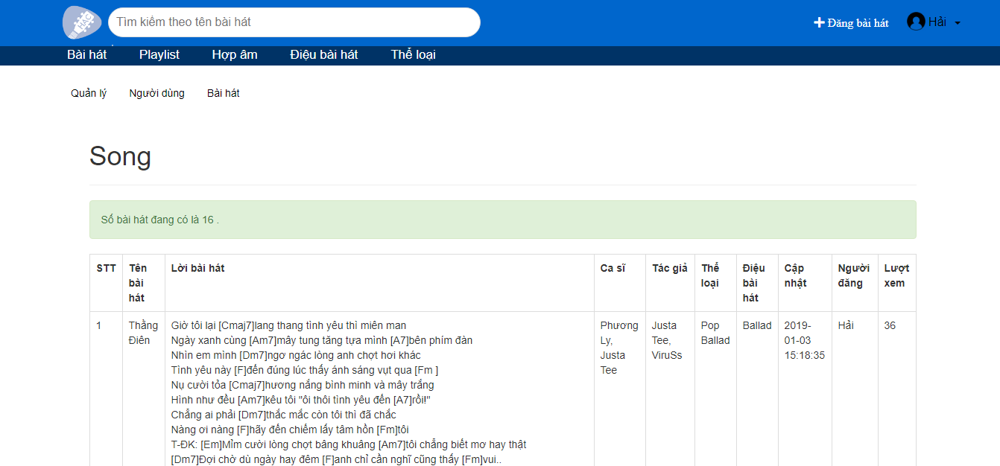 HAC
Tìm kiếm theo tên bài hát
Đăng bài hát
Hải
Bài hát
Playlist
Hợp âm
Điệu bài hát
Thể loại
Quản lý
Người dùng
Bài hát
Song
Số bài hát đang có là 16 .
STT
Tên
bài
hát
Lời bài hát
Ca sĩ
Tác giả
Thể
loại
Điệu
bài
hát
Cập
nhật
Người
đăng
Lượt
xem
1
Thằng
Điên
Giờ tôi lại [Cmaj7]lang thang tình yêu thì miên man
Ngày xanh cùng [Am7]mây tung tăng tựa mình [A7]bên phím đàn
Nhìn em mình [Dm7]ngơ ngác lòng anh chợt hơi khác
Tình yêu này [F]đến đúng lúc thấy ánh sáng vụt qua [Fm ]
Nụ cười tỏa [Cmaj7]hương nắng bình minh và mây trắng
Hình như đều [Am7]kêu tôi "ôi thôi tình yêu đến [A7]rồi!"
Chẳng ai phải [Dm7]thắc mắc còn tôi thì đã chắc
Nàng ơi nàng [F]hãy đến chiếm lấy tâm hồn [Fm]tôi
T-ĐK: [Em]Mỉm cười lòng chợt bâng khuâng [Am7]tôi chẳng biết mơ hay thật
[Dm7]Đợi chờ dù ngày hay đêm [F]anh chỉ cần nghĩ cũng thấy [Fm]vui..
Phương
Ly,
Justa
Tee
Justa
Tee,
ViruSs
Pop
Ballad
Ballad
2019-
01-03
15:18:35
Hải
36